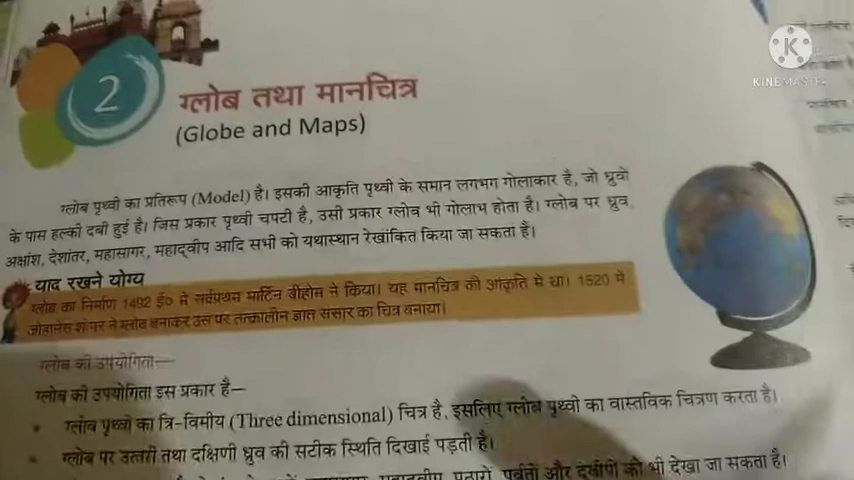 2
ग्लोब तथा मानचित्र
(Globe and Maps)
KINEMASTER
ग्लोब पृथ्वी का प्रतिरूप (Model) है। इसकी आकृति पृथ्वी के समान लगभग गोलाकार है, जो ध्रुवों
के पास हल्की दबी हुई है। जिस प्रकार पृथ्वी चपटी है, उसी प्रकार ग्लोब भी गोलाभ होता है। ग्लोब पर ध्रुव,
अक्षांश, देशांतर, महासागर, महाद्वीप आदि सभी को यथास्थान रेखांकित किया जा सकता है।
याद रखने योग्य
ग्लोब का निर्माण 1492 ई० में सर्वप्रथम मार्टिन बीहोम ने किया। यह मानचित्र की आकृति में था। 1520 में
जोहानेस शोपर ने ग्लोब बनाकर उस पर तत्कालीन ज्ञात संसार का चित्र बनाया।
ग्लोब की उपयोगिता—
ग्लोब की उपयोगिता इस प्रकार है—
• ग्लोब पृथ्वी का त्रि-विमीय (Three dimensional) चित्र है, इसलिए ग्लोब पृथ्वी का वास्तविक चित्रण करता है।
• ग्लोब पर उत्तरी तथा दक्षिणी ध्रुव की सटीक स्थिति दिखाई पड़ती है।
महाद्वीप, पठारों, पर्वतों और द्वीपों को भी देखा जा सकता है।